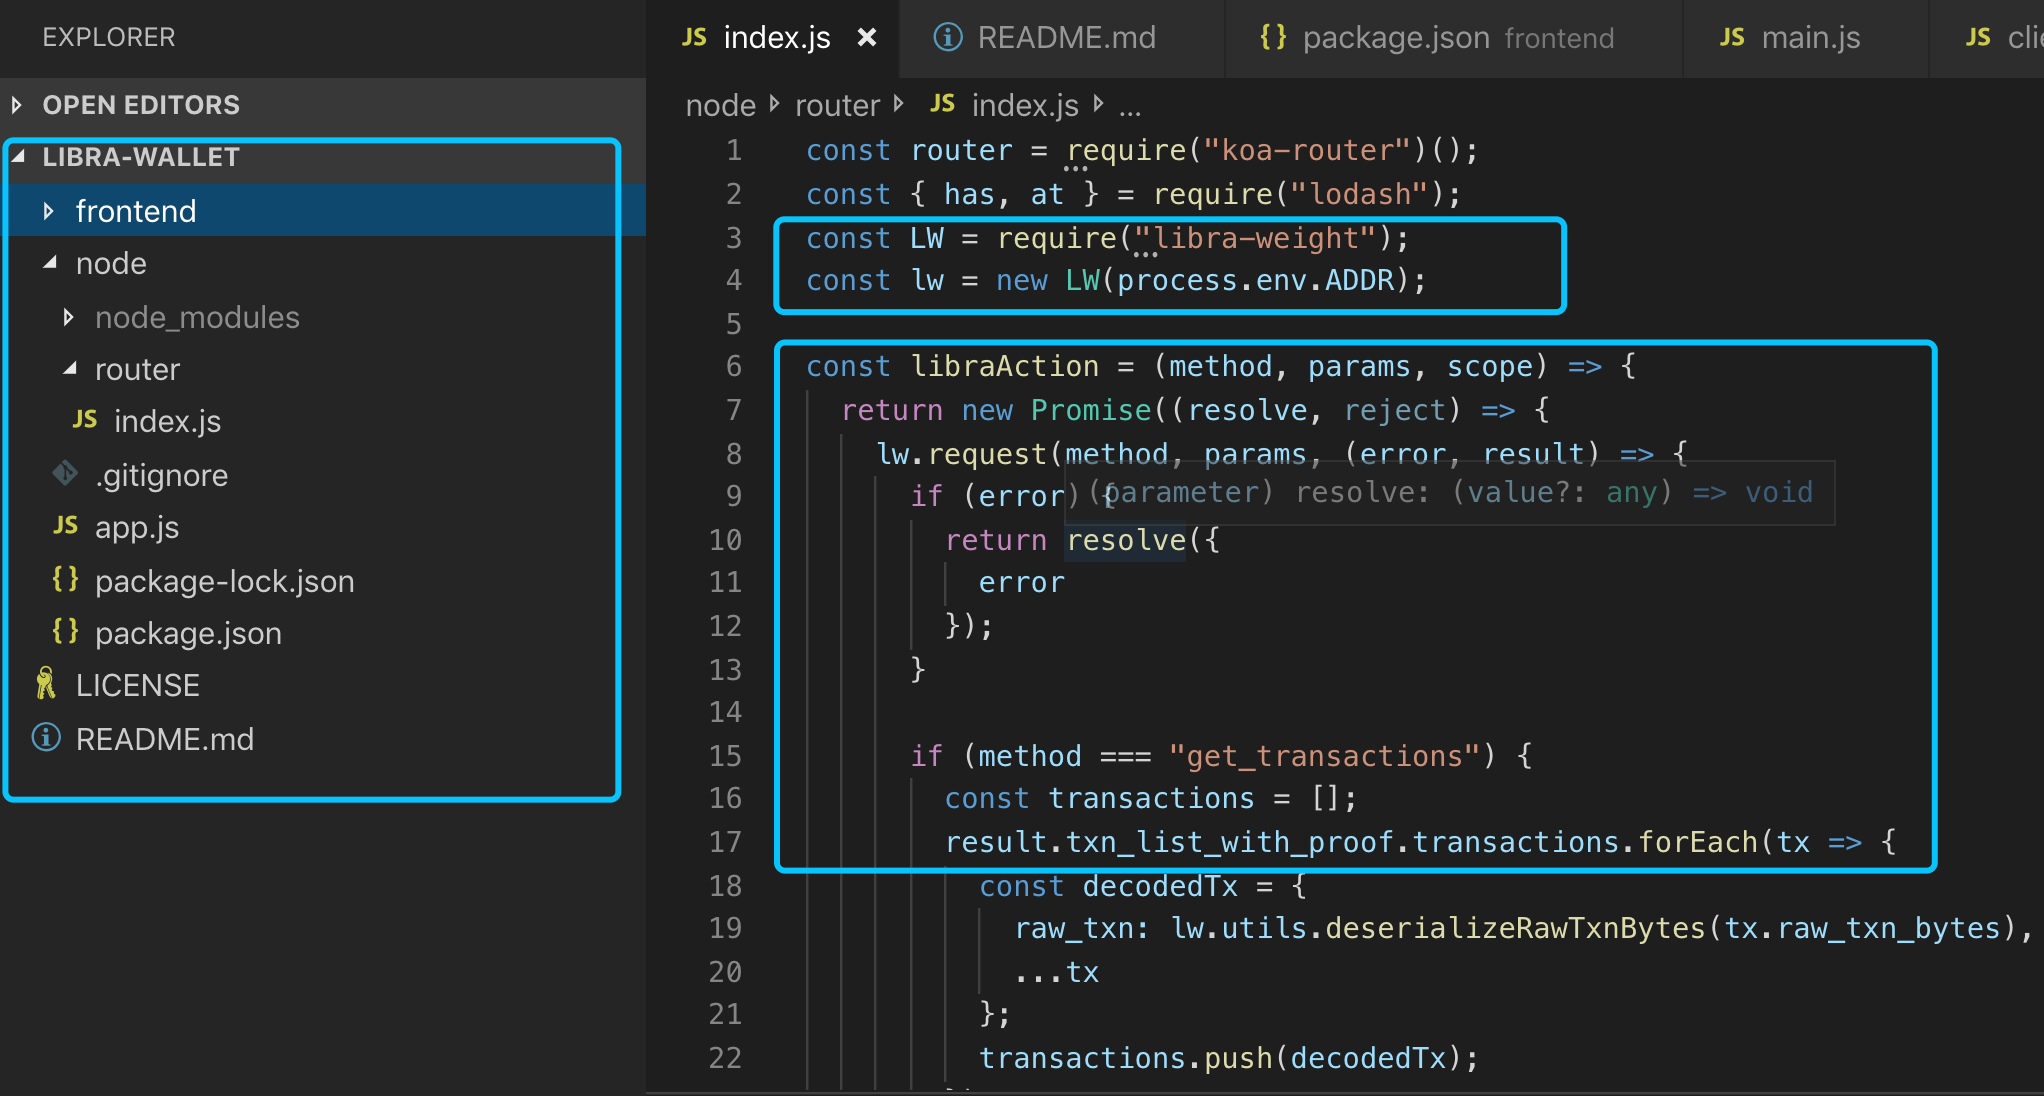 EXPLORER
OPEN EDITORS
LIBRA-WALLET
frontend
node
node_modules
router
JS index.js
.gitignore
JS app.js
{} package-lock.json
{} package.json
LICENSE
README.md
JS index.js ×
README.md
{} package.json frontend
JS main.js
JS
node router JS index.js ...
1 const router = require("koa-router")();
2 const { has, at } = require("lodash");
3 const LW = require("libra-weight");
4 const lw = new LW(process.env.ADDR);
5
6 const libraAction = (method, params, scope) => {
7 return new Promise((resolve, reject) => {
8 lw.request(method, params, (error, result) => {
9 if (error) {
(parameter) resolve: (value?: any) => void
10 return resolve({
11 error
12 });
13 }
14
15 if (method === "get_transactions") {
16 const transactions = [];
17 result.txn_list_with_proof.transactions.forEach(tx => {
18 const decodedTx = {
19 raw_txn: lw.utils.deserializeRawTxnBytes(tx.raw_txn_bytes),
20 ...tx
21 };
22 transactions.push(decodedTx);